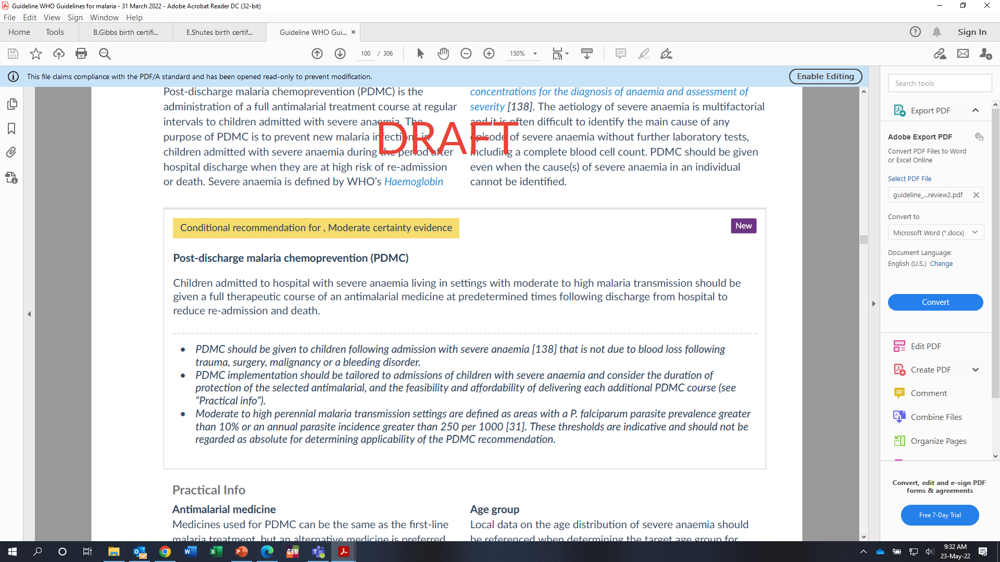 Guideline WHO Guidelines for malaria - 31 March 2022 - Adobe Acrobat Reader DC (32-bit)
File Edit View Sign Window Help
Home Tools B.Gibbs birth certifi... E.Shutes birth certif... Guideline WHO Gui... × Sign In
100 / 306 150%
This file claims compliance with the PDF/A standard and has been opened read-only to prevent modification. Enable Editing
Post-discharge malaria chemoprevention (PDMC) is the
administration of a full antimalarial treatment course at regular
intervals to children admitted with severe anaemia. The
purpose of PDMC is to prevent new malaria infections in
children admitted with severe anaemia during the period after
hospital discharge when they are at high risk of re-admission
or death. Severe anaemia is defined by WHO’s Haemoglobin
concentrations for the diagnosis of anaemia and assessment of
severity [138]. The aetiology of severe anaemia is multifactorial
and it is often difficult to identify the main cause of any
episode of severe anaemia without further laboratory tests,
including a complete blood cell count. PDMC should be given
even when the cause(s) of severe anaemia in an individual
cannot be identified.
DRAFT
Conditional recommendation for , Moderate certainty evidence
New
Post-discharge malaria chemoprevention (PDMC)
Children admitted to hospital with severe anaemia living in settings with moderate to high malaria transmission should be
given a full therapeutic course of an antimalarial medicine at predetermined times following discharge from hospital to
reduce re-admission and death.
• PDMC should be given to children following admission with severe anaemia [138] that is not due to blood loss following
trauma, surgery, malignancy or a bleeding disorder.
• PDMC implementation should be tailored to admissions of children with severe anaemia and consider the duration of
protection of the selected antimalarial, and the feasibility and affordability of delivering each additional PDMC course (see
“Practical info”).
• Moderate to high perennial malaria transmission settings are defined as areas with a P. falciparum parasite prevalence greater
than 10% or an annual parasite incidence greater than 250 per 1000 [31]. These thresholds are indicative and should not be
regarded as absolute for determining applicability of the PDMC recommendation.
Practical Info
Antimalarial medicine
Medicines used for PDMC can be the same as the first-line
malaria treatment, but an alternative medicine is preferred
Age group
Local data on the age distribution of severe anaemia should
be referenced when determining the target age group for
Search tools
Export PDF
Adobe Export PDF
Convert PDF Files to Word
or Excel Online
Select PDF File
guideline_...review2.pdf
Convert to
Microsoft Word (*.docx)
Document Language:
English (U.S.) Change
Convert
Edit PDF
Create PDF
Comment
Combine Files
Organize Pages
Convert, edit and e-sign PDF
forms & agreements
Free 7-Day Trial
GSM
9:32 AM
23-May-22